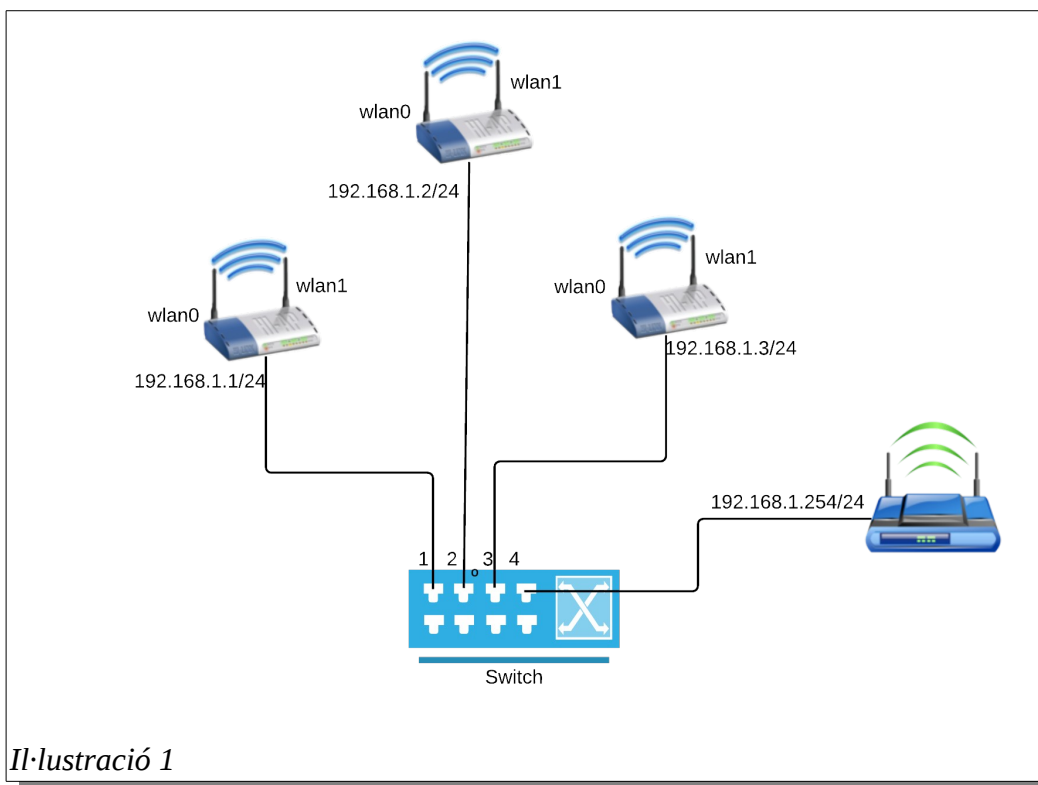 wlan1
wlan0
192.168.1.2/24
wlan1
wlan0
192.168.1.1/24
wlan1
wlan0
192.168.1.3/24
192.168.1.254/24
1 2 3 4
o
Switch
Il·lustració 1